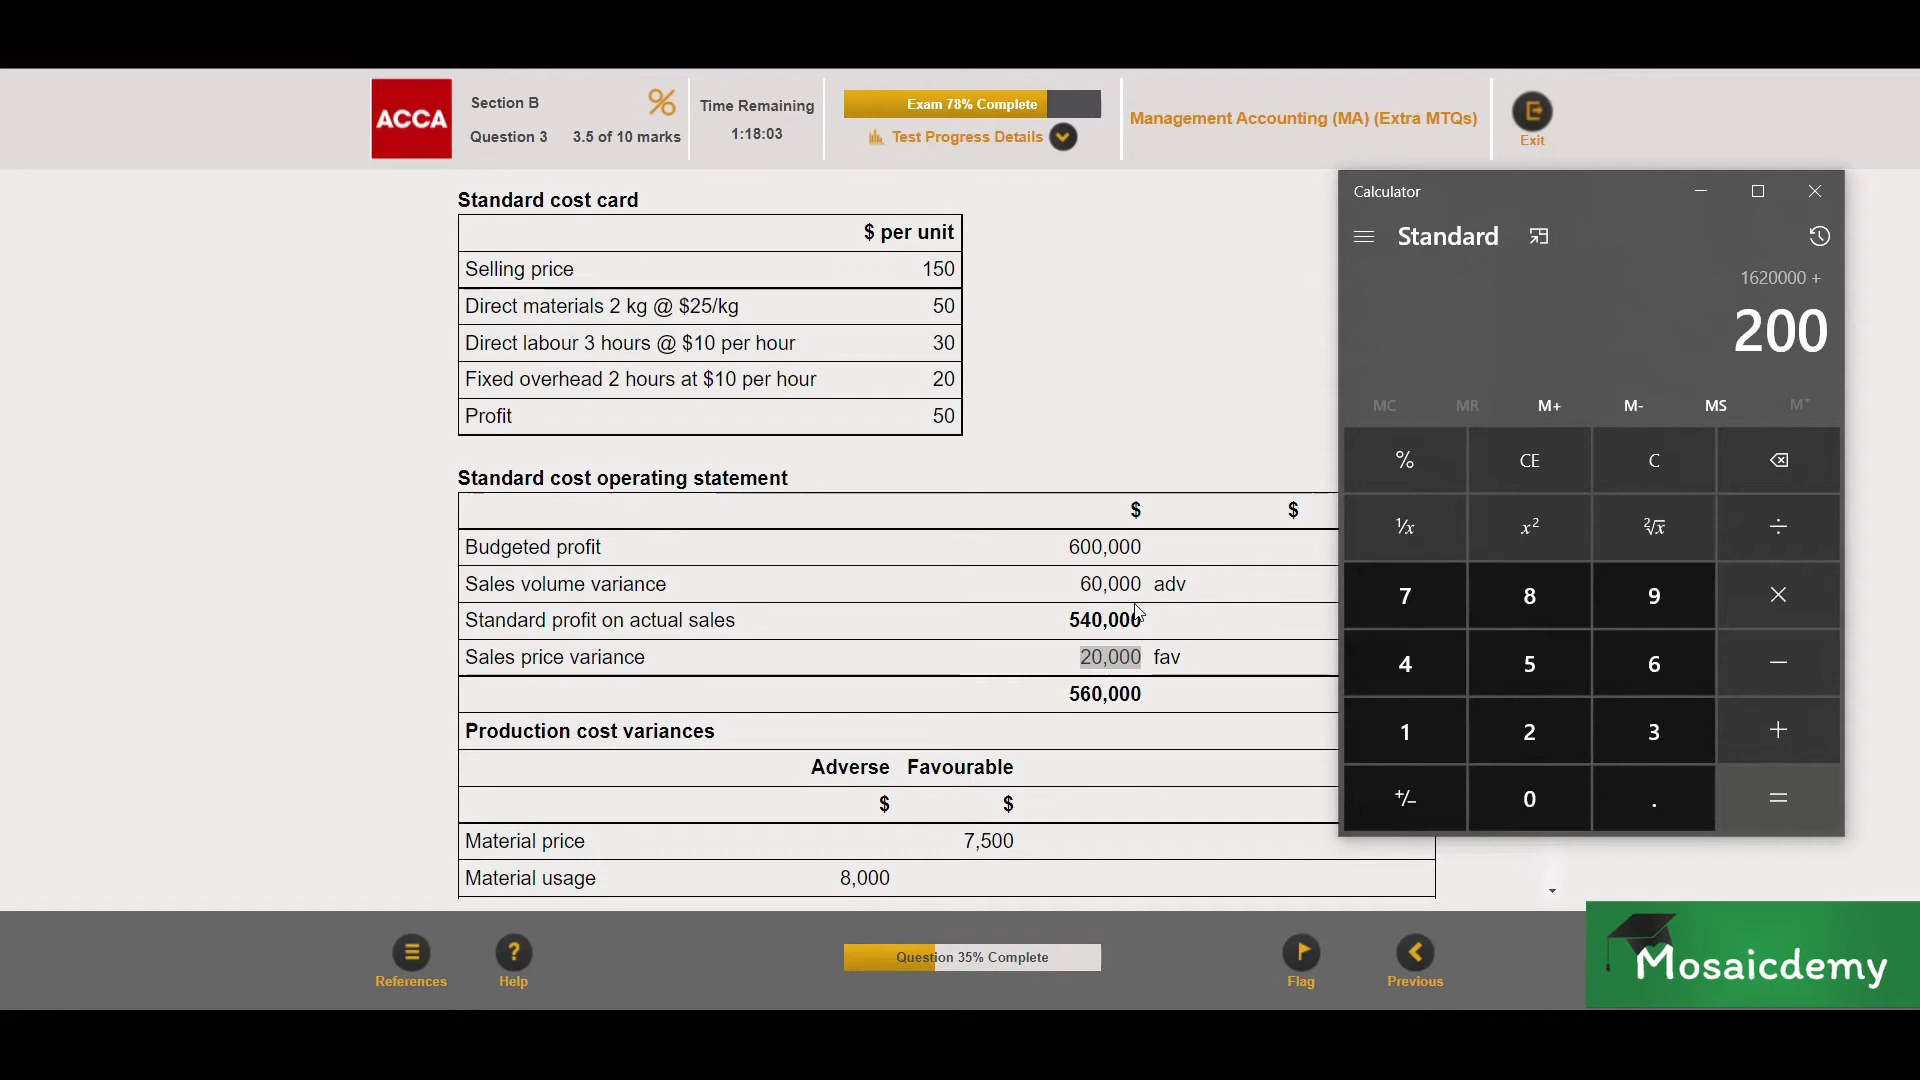 ACCA
Section B
%
Question 3 3.5 of 10 marks
Time Remaining
1:18:03
Exam 78% Complete
Test Progress Details
Management Accounting (MA) (Extra MTQs)
Exit
Standard cost card
$ per unit
Selling price 150
Direct materials 2 kg @ $25/kg 50
Direct labour 3 hours @ $10 per hour 30
Fixed overhead 2 hours at $10 per hour 20
Profit 50
Standard cost operating statement
$ $
Budgeted profit 600,000
Sales volume variance 60,000 adv
Standard profit on actual sales 540,000
Sales price variance 20,000 fav
560,000
Production cost variances
Adverse Favourable
$ $
Material price 7,500
Material usage 8,000
Calculator
Standard
1620000 +
200
MC MR M+ M- MS M˅
% CE C
⅟x x² ²√x ÷
7 8 9 ×
4 5 6 −
1 2 3 +
+/− 0 . =
References
Help
Question 35% Complete
Flag
Previous
Mosaicdemy